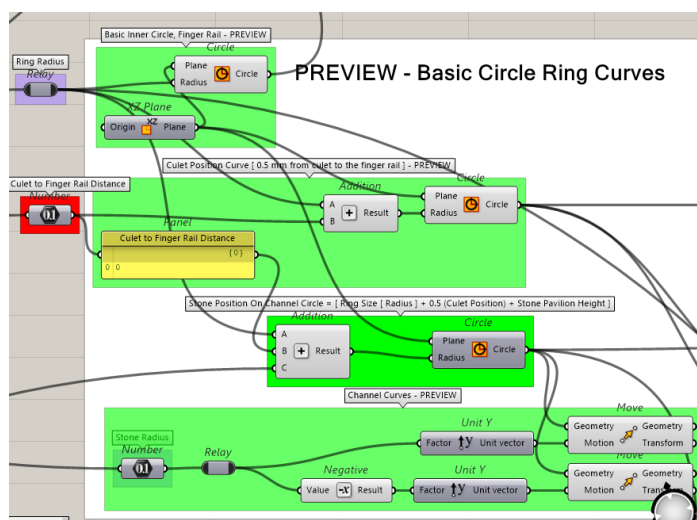 Basic Inner Circle, Finger Rail - PREVIEW
Circle
Plane
Radius
Circle
PREVIEW - Basic Circle Ring Curves
Ring Radius
Relay
XZ Plane
Origin
XZ
Plane
Culet Position Curve [ 0.5 mm from culet to the finger rail ] - PREVIEW
Culet to Finger Rail Distance
Number
0.1
Addition
A
B
+
Result
Circle
Plane
Radius
Circle
Panel
Culet to Finger Rail Distance
{0}
0 0
Stone Position On Channel Circle = [ Ring Size [ Radius ] + 0.5 (Culet Position) + Stone Pavilion Height ]
Addition
A
B
C
+
Result
Circle
Plane
Radius
Circle
Channel Curves - PREVIEW
Stone Radius
Number
0.1
Relay
Negative
Value
-x
Result
Unit Y
Factor
y
Unit vector
Unit Y
Factor
y
Unit vector
Move
Geometry
Motion
Geometry
Transform
Move
Geometry
Motion
Geometry